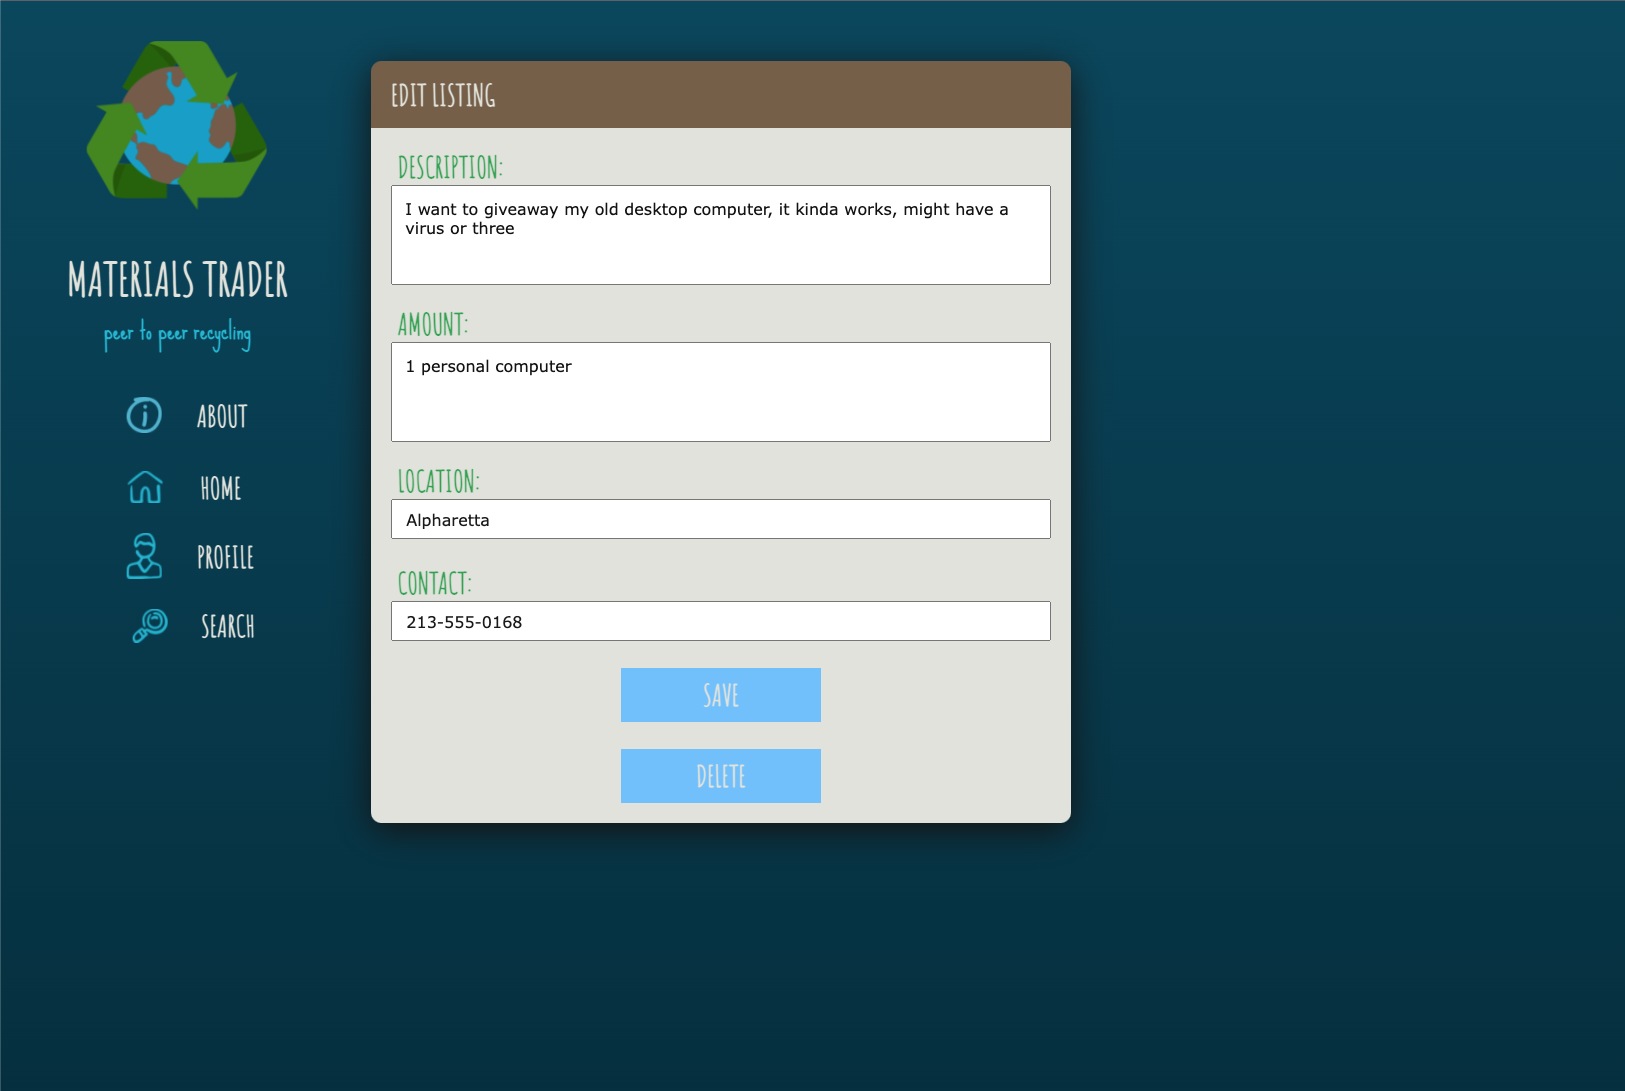 MATERIALS TRADER
peer to peer recycling
ABOUT
HOME
PROFILE
SEARCH
EDIT LISTING
DESCRIPTION:
I want to giveaway my old desktop computer, it kinda works, might have a
virus or three
AMOUNT:
1 personal computer
LOCATION:
Alpharetta
CONTACT:
213-555-0168
SAVE
DELETE